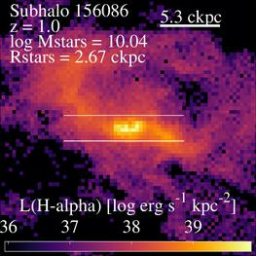 Subhalo 156086
5.3 ckpc
z = 1.0
log Mstars = 10.04
Rstars = 2.67 ckpc
L(H-alpha) [log erg s⁻¹ kpc⁻²]
36 37 38 39